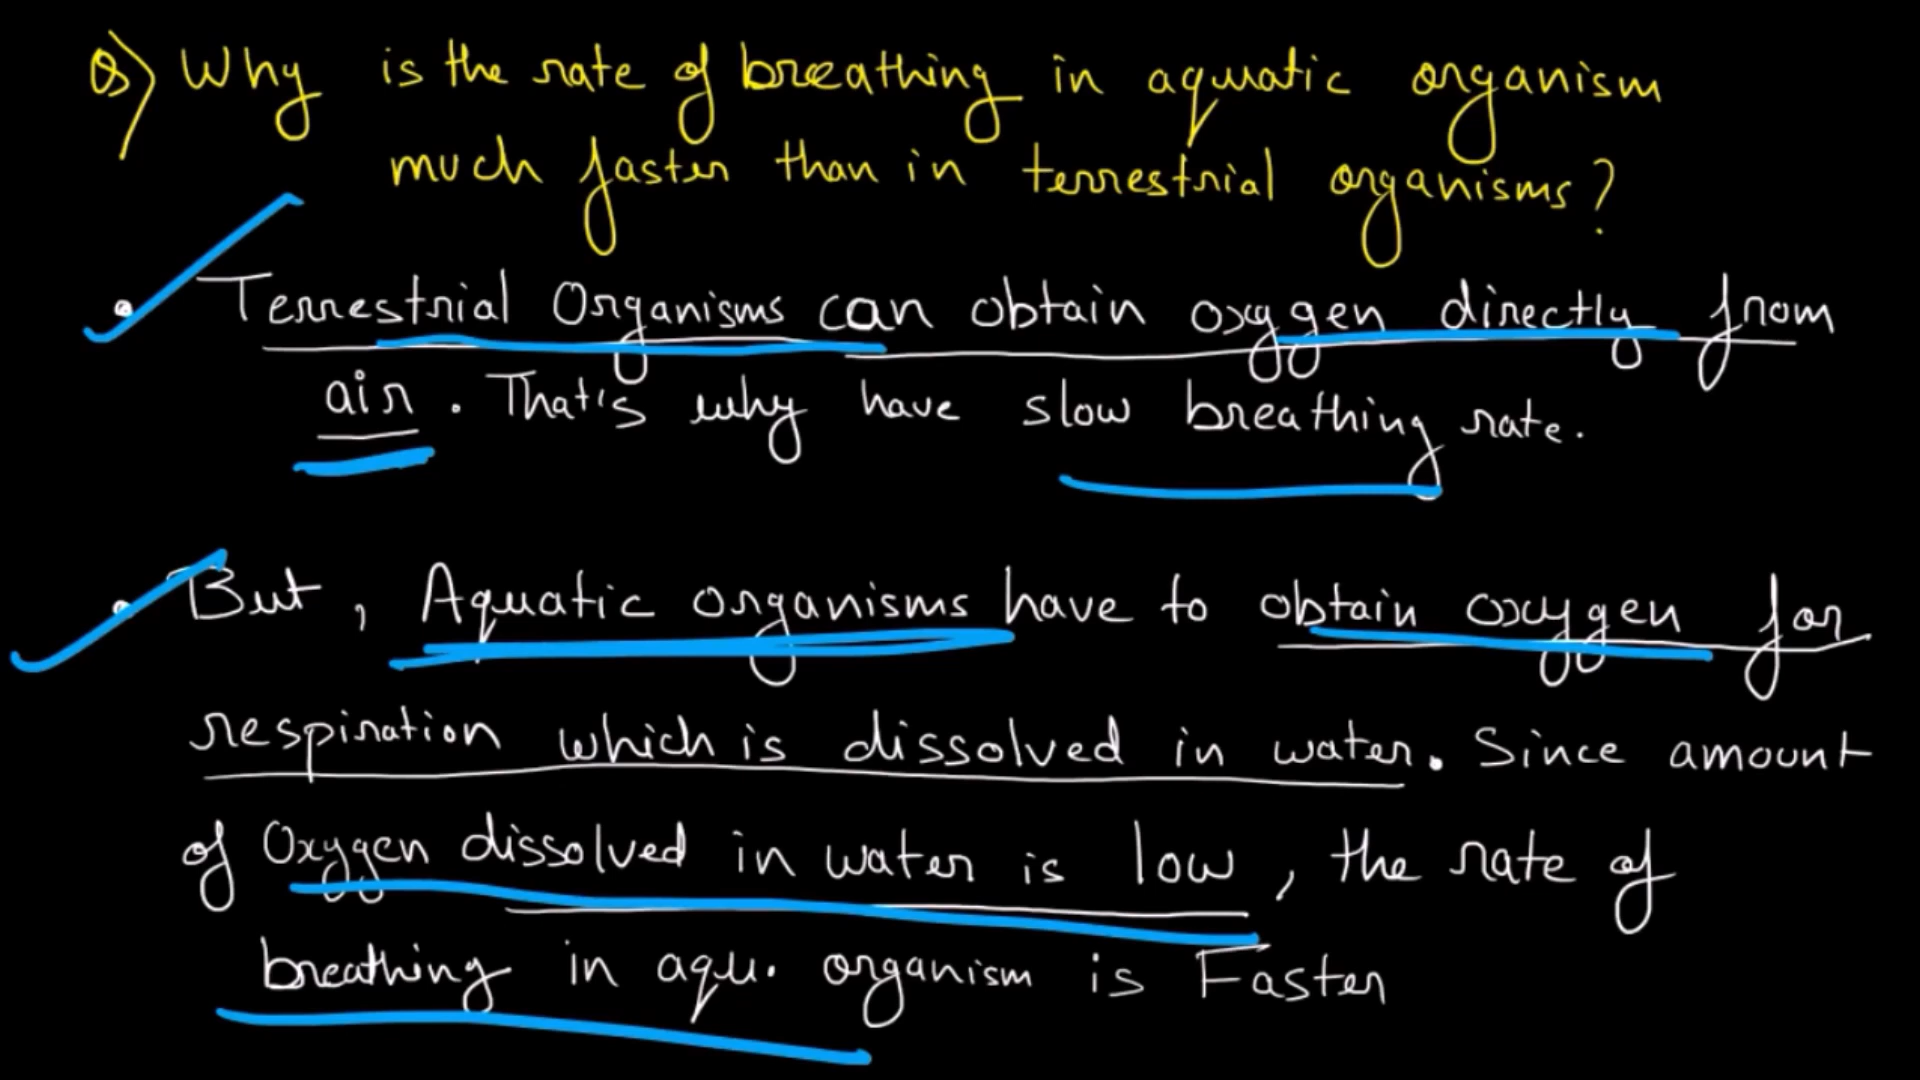 Q) Why is the rate of breathing in aquatic organism
much faster than in terrestrial organisms?
• Terrestrial Organisms can obtain oxygen directly from
air. That's why have slow breathing rate.
• But, Aquatic organisms have to obtain oxygen for
respiration which is dissolved in water. Since amount
of Oxygen dissolved in water is low, the rate of
breathing in aqu. organism is Faster